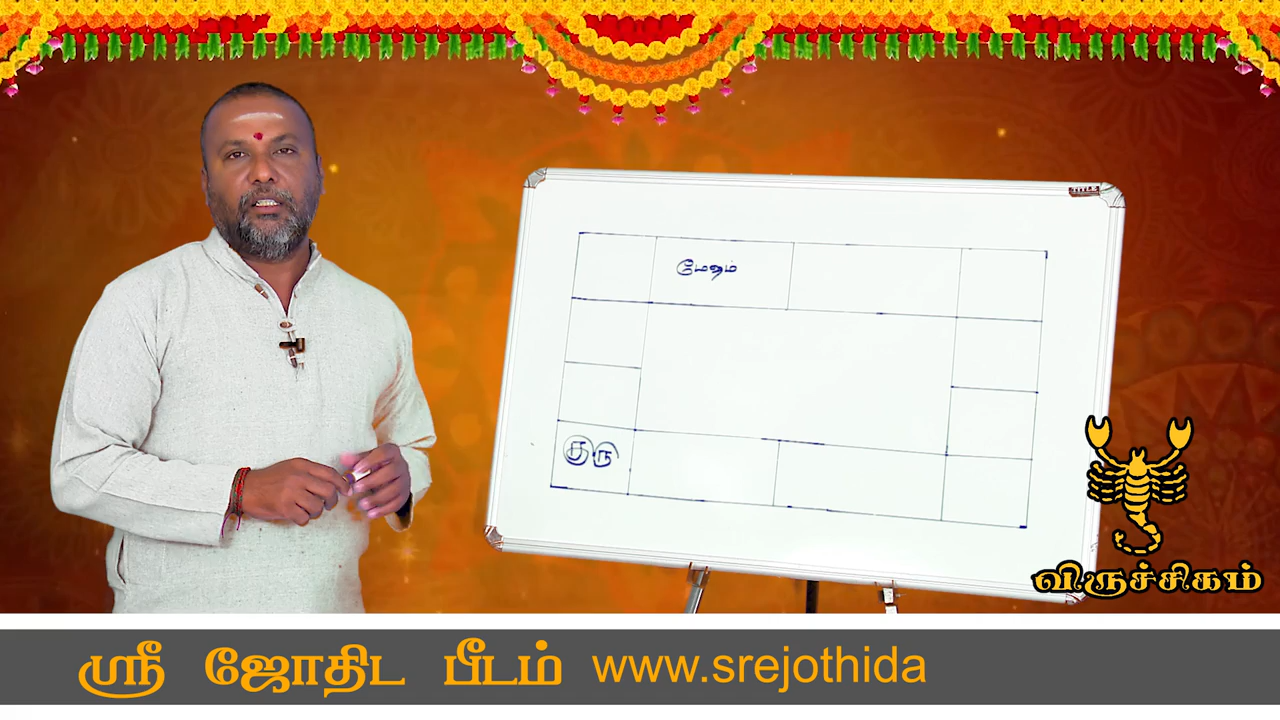 மேஷம்
குரு
விருச்சிகம்
ஸ்ரீ ஜோதிட பீடம் www.srejothida